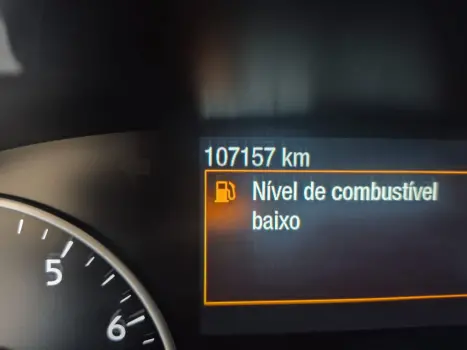 107157 km
Nível de combustível
baixo
5
6